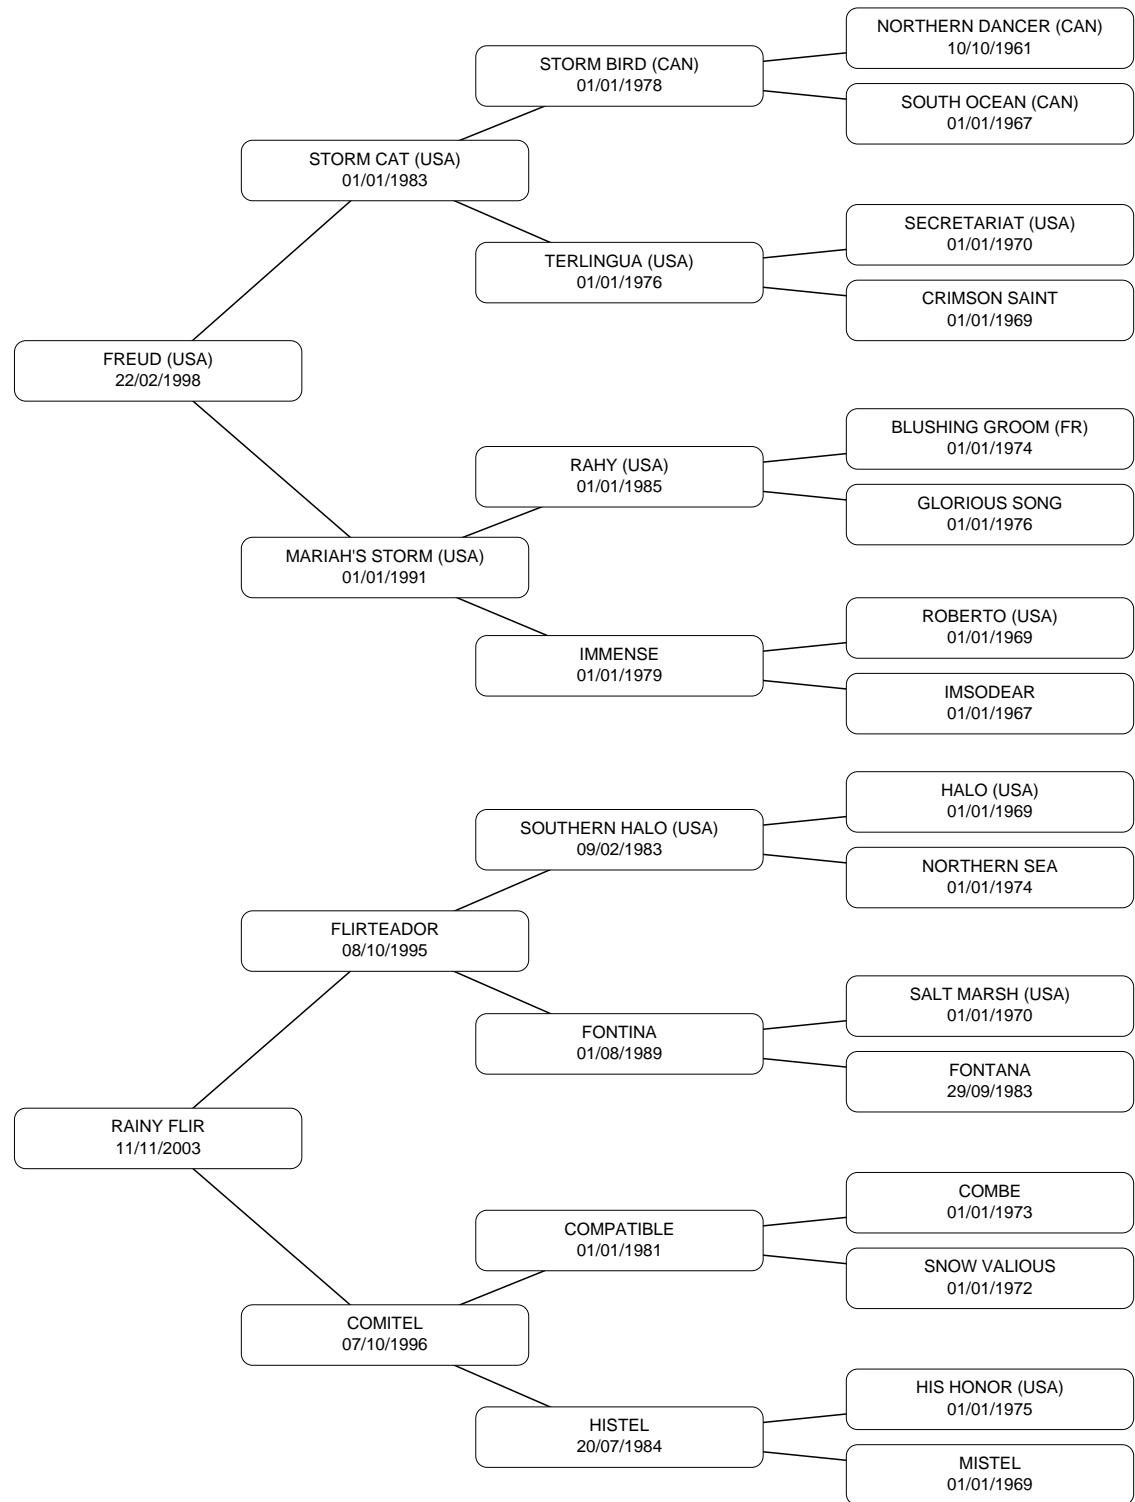 NORTHERN DANCER (CAN)
10/10/1961
STORM BIRD (CAN)
01/01/1978
SOUTH OCEAN (CAN)
01/01/1967
STORM CAT (USA)
01/01/1983
SECRETARIAT (USA)
01/01/1970
TERLINGUA (USA)
01/01/1976
CRIMSON SAINT
01/01/1969
FREUD (USA)
22/02/1998
BLUSHING GROOM (FR)
01/01/1974
RAHY (USA)
01/01/1985
GLORIOUS SONG
01/01/1976
MARIAH'S STORM (USA)
01/01/1991
ROBERTO (USA)
01/01/1969
IMMENSE
01/01/1979
IMSODEAR
01/01/1967
HALO (USA)
01/01/1969
SOUTHERN HALO (USA)
09/02/1983
NORTHERN SEA
01/01/1974
FLIRTEADOR
08/10/1995
SALT MARSH (USA)
01/01/1970
FONTINA
01/08/1989
FONTANA
29/09/1983
RAINY FLIR
11/11/2003
COMBE
01/01/1973
COMPATIBLE
01/01/1981
SNOW VALIOUS
01/01/1972
COMITEL
07/10/1996
HIS HONOR (USA)
01/01/1975
HISTEL
20/07/1984
MISTEL
01/01/1969